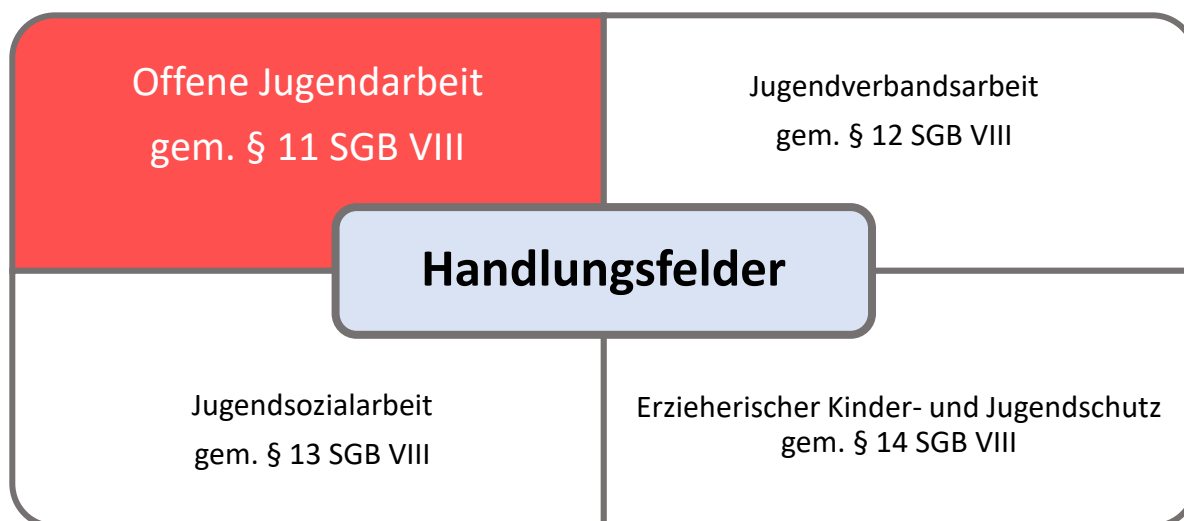 Offene Jugendarbeit
gem. § 11 SGB VIII
Jugendverbandsarbeit
gem. § 12 SGB VIII
Handlungsfelder
Jugendsozialarbeit
gem. § 13 SGB VIII
Erzieherischer Kinder- und Jugendschutz
gem. § 14 SGB VIII